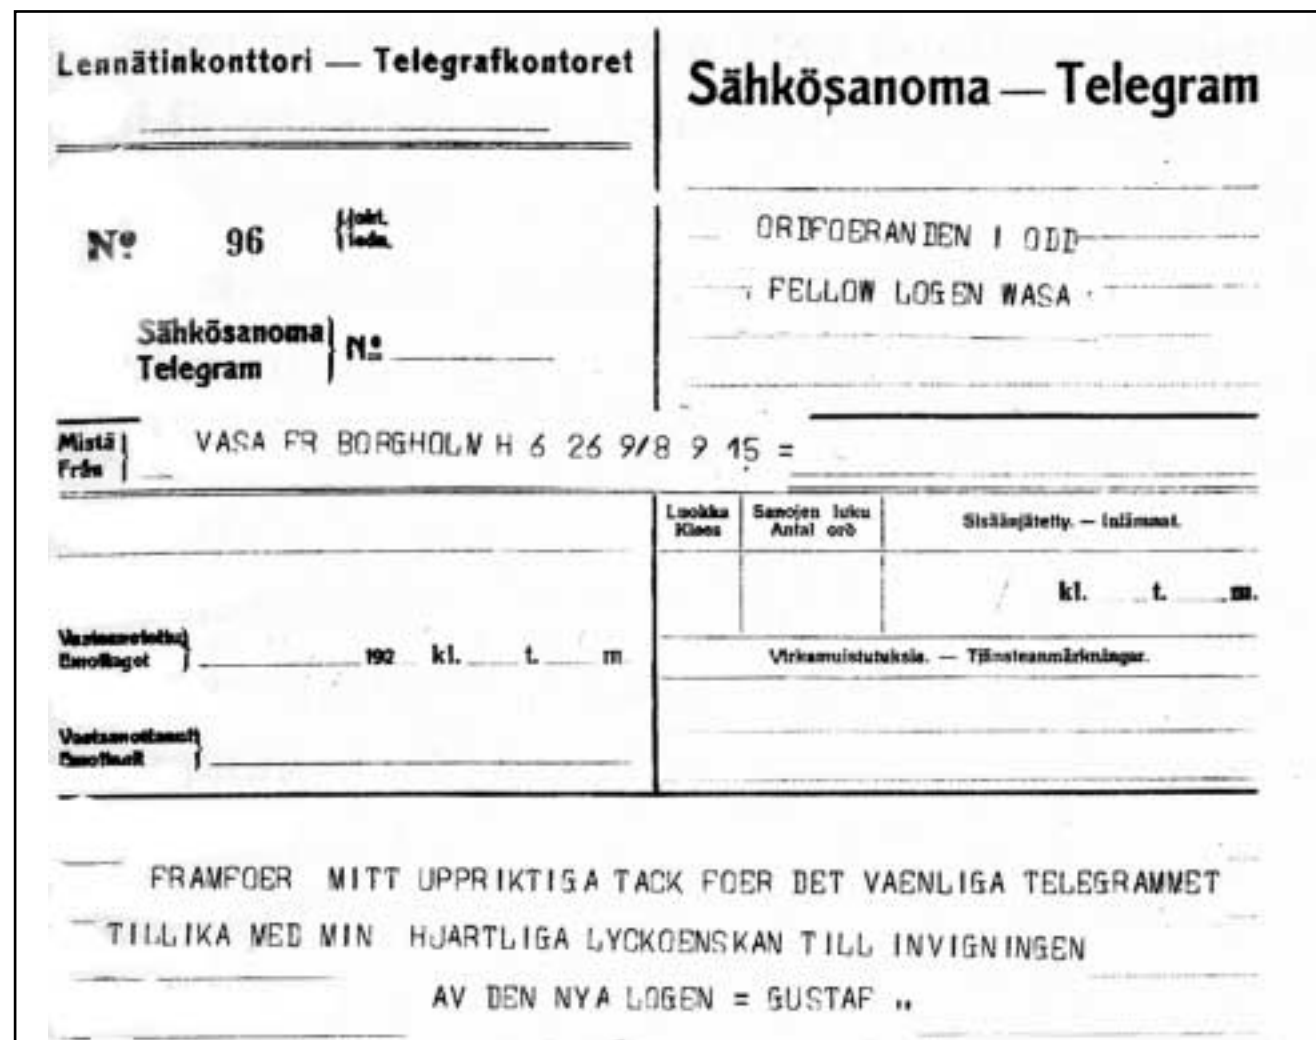 Lennätinkonttori — Telegrafkontoret
Sähkösanoma — Telegram
Nº 96
ORDFOERANDEN I ODD
FELLOW LOGEN WASA
Sähkösanoma
Telegram
Nº
Mistä
Från
VASA FR BORGHOLM H 6 26 9/8 9 15 =
Luokka
Klass
Sanojen luku
Antal ord
Sisäänjätetty. — Inlämnat.
kl. t. m.
Vastaanotettu
Emottaget
192 kl. t. m
Virkamuistutuksia. — Tjänsteanmärkningar.
FRAMFOER MITT UPPRIKTIGA TACK FOER DET VAENLIGA TELEGRAMMET
TILLIKA MED MIN HJARTLIGA LYCKOENSKAN TILL INVIGNINGEN
AV DEN NYA LOGEN = GUSTAF